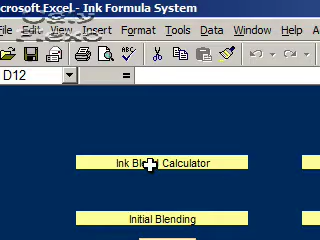 crosoft Excel - Ink Formula System
File Edit View Insert Format Tools Data Window Help
D12
Ink Blend Calculator
Initial Blending